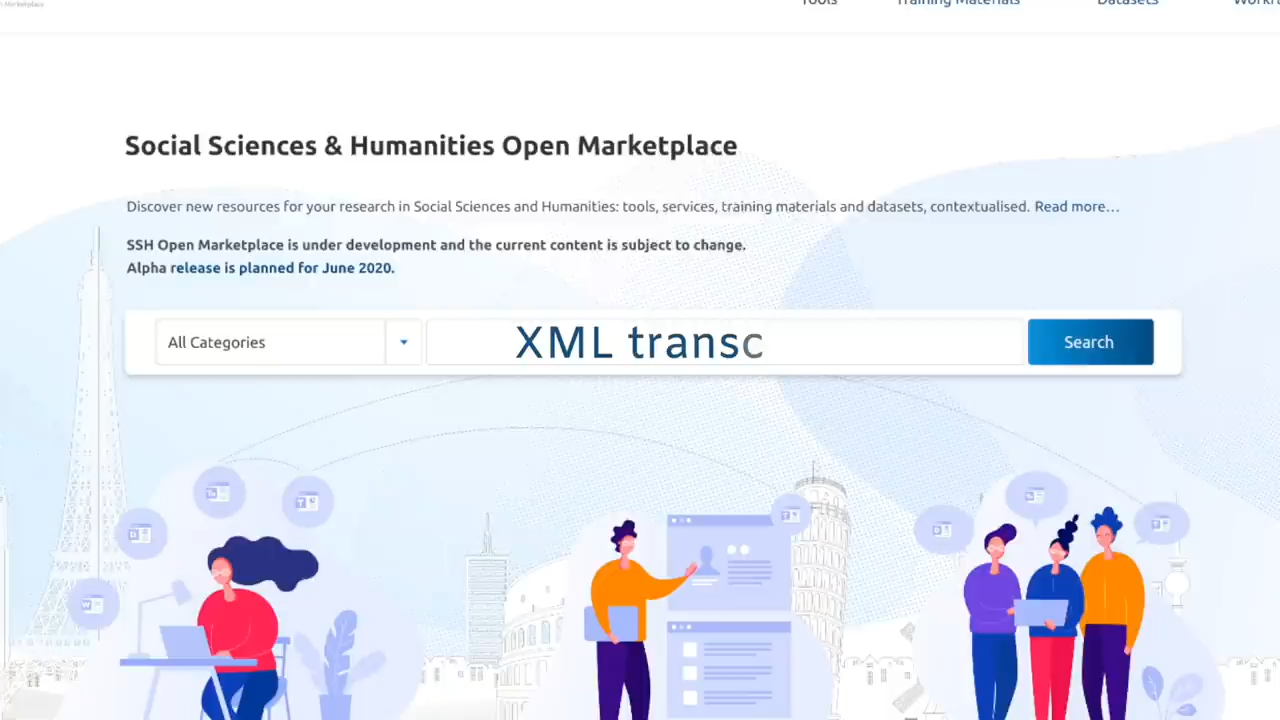 Tools Training Materials Datasets
Social Sciences & Humanities Open Marketplace
Discover new resources for your research in Social Sciences and Humanities: tools, services, training materials and datasets, contextualised. Read more…
SSH Open Marketplace is under development and the current content is subject to change.
Alpha release is planned for June 2020.
All Categories XML transc Search